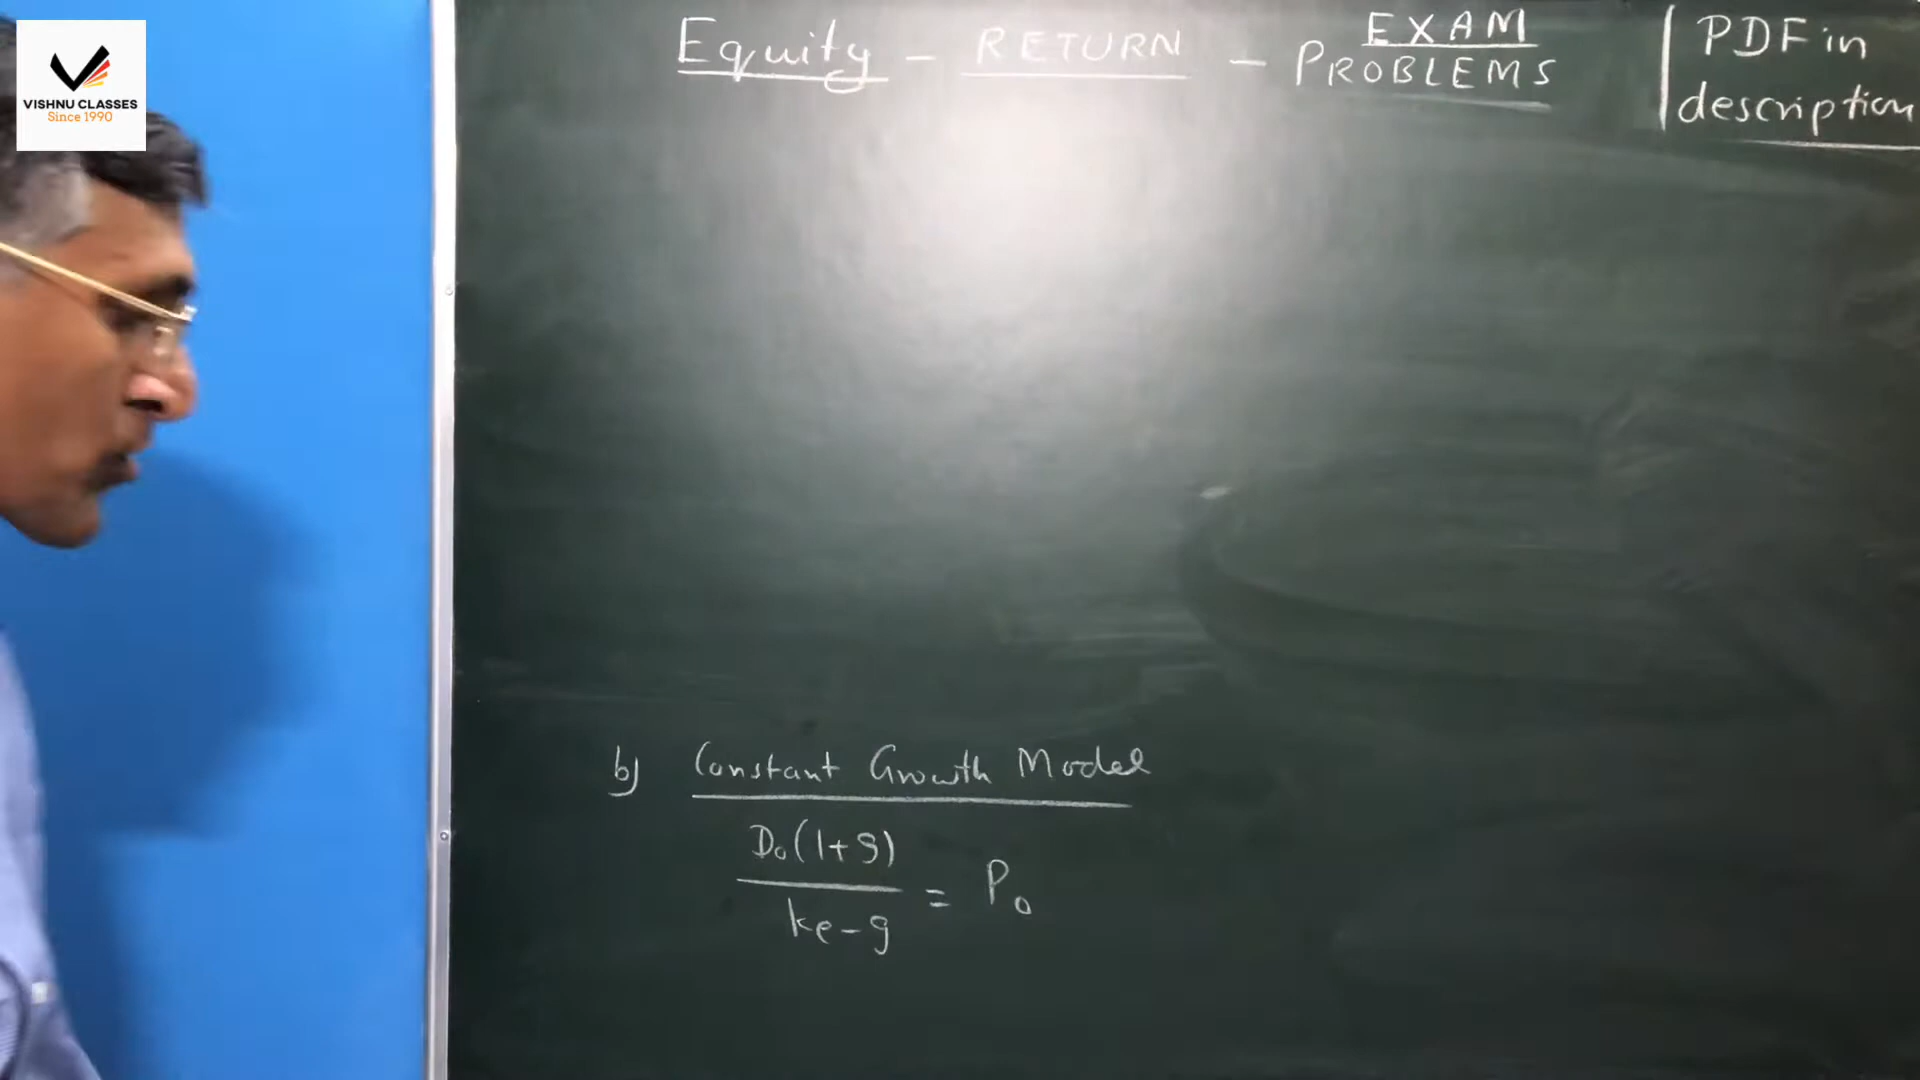 VISHNU CLASSES
Since 1990
Equity - RETURN - EXAM PROBLEMS
PDF in
description
b) Constant Growth Model
D₀(1+g)
ke-g
= P₀